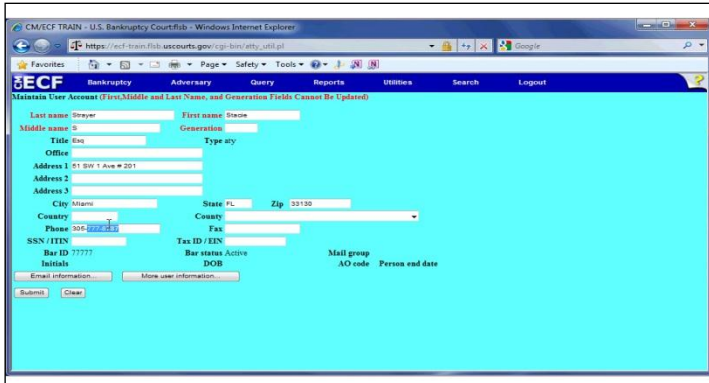 CM/ECF TRAIN - U.S. Bankruptcy Court:flsb - Windows Internet Explorer
https://ecf-train.flsb.uscourts.gov/cgi-bin/atty_util.pl
Google
Favorites Page Safety Tools
ECF Bankruptcy Adversary Query Reports Utilities Search Logout ?
Maintain User Account (First,Middle and Last Name, and Generation Fields Cannot Be Updated)
Last name Strayer First name Stacie
Middle name S Generation
Title Esq Type aty
Office
Address 1 51 SW 1 Ave # 201
Address 2
Address 3
City Miami State FL Zip 33130
Country County
Phone 305- Fax
SSN / ITIN Tax ID / EIN
Bar ID 77777 Bar status Active Mail group
Initials DOB AO code Person end date
Email information... More user information...
Submit Clear